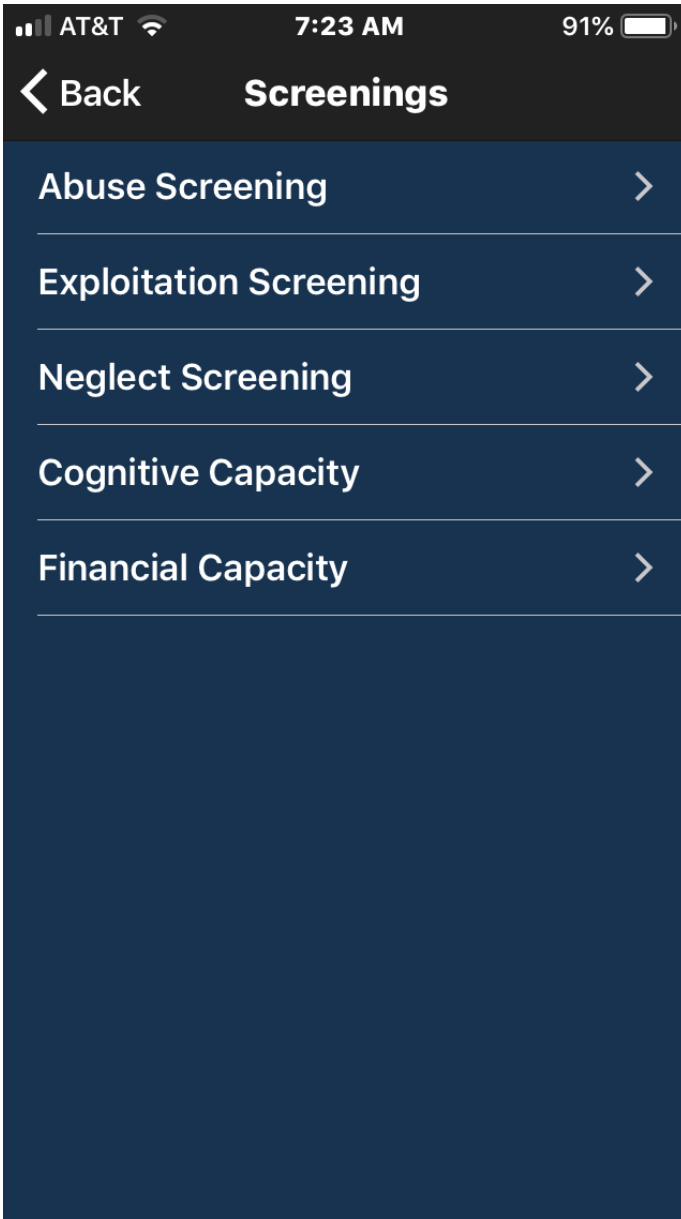 AT&T 7:23 AM 91%
Back Screenings
Abuse Screening
Exploitation Screening
Neglect Screening
Cognitive Capacity
Financial Capacity